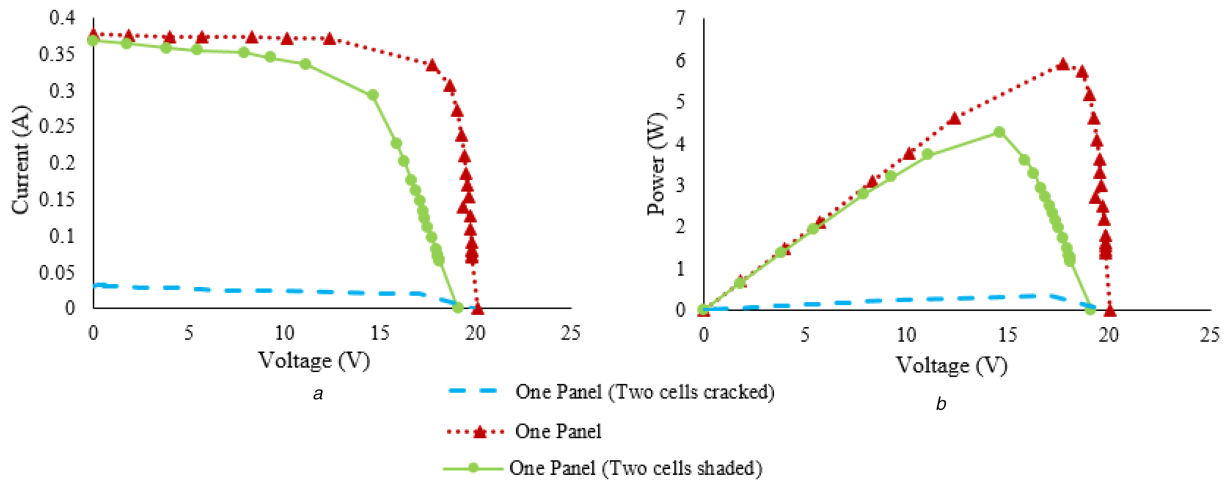 0.4
0.35
0.3
0.25
0.2
0.15
0.1
0.05
0
Current (A)
0 5 10 15 20 25
Voltage (V)
a
7
6
5
4
3
2
1
0
Power (W)
0 5 10 15 20 25
Voltage (V)
b
One Panel (Two cells cracked)
One Panel
One Panel (Two cells shaded)